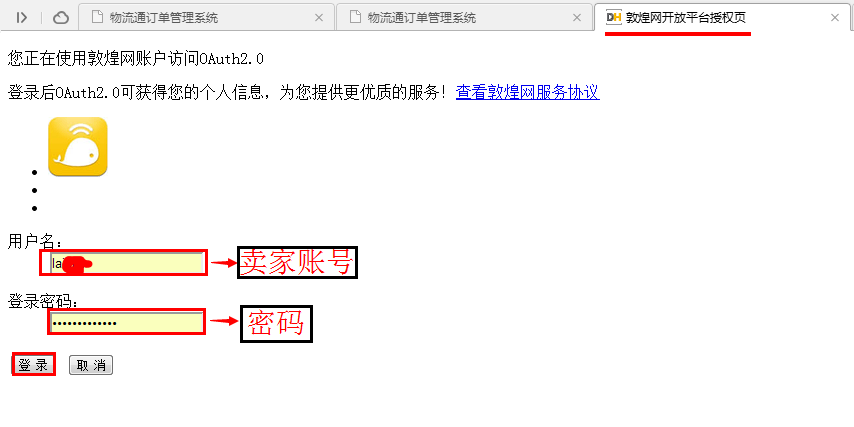 物流通订单管理系统
物流通订单管理系统
DH 敦煌网开放平台授权页
您正在使用敦煌网账户访问OAuth2.0
登录后OAuth2.0可获得您的个人信息，为您提供更优质的服务！查看敦煌网服务协议
用户名：
卖家账号
登录密码：
密码
登 录 取 消